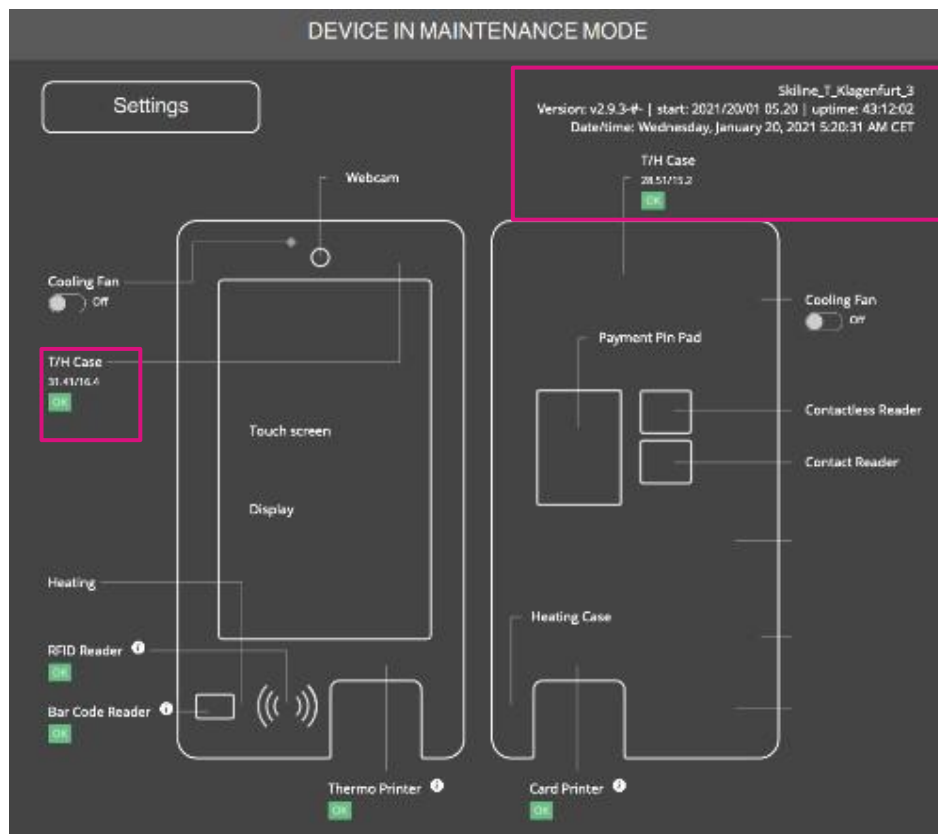 DEVICE IN MAINTENANCE MODE
Settings
Skiline_T_Klagenfurt_3
Version: v2.9.3-#- | start: 2021/20/01 05.20 | uptime: 43:12:02
Date/time: Wednesday, January 20, 2021 5:20:31 AM CET
T/H Case
28.51/15.2
OK
Webcam
Cooling Fan
Off
Cooling Fan
Off
Payment Pin Pad
T/H Case
31.41/16.4
OK
Contactless Reader
Touch screen
Contact Reader
Display
Heating
Heating Case
RFID Reader i
OK
Bar Code Reader i
OK
Thermo Printer i
OK
Card Printer i
OK